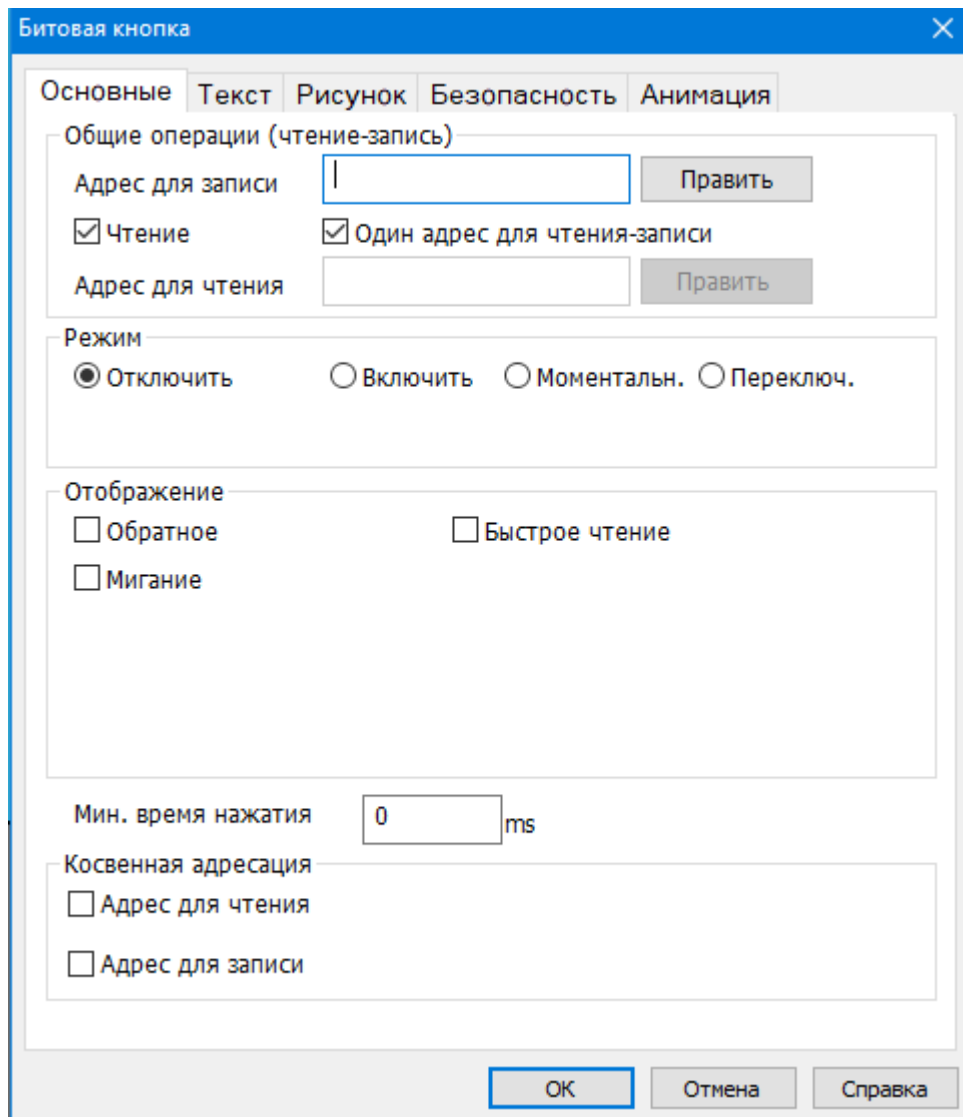 Битовая кнопка
Основные Текст Рисунок Безопасность Анимация
Общие операции (чтение-запись)
Адрес для записи Править
Чтение Один адрес для чтения-записи
Адрес для чтения Править
Режим
Отключить Включить Моментальн. Переключ.
Отображение
Обратное Быстрое чтение
Мигание
Мин. время нажатия 0 ms
Косвенная адресация
Адрес для чтения
Адрес для записи
OK Отмена Справка